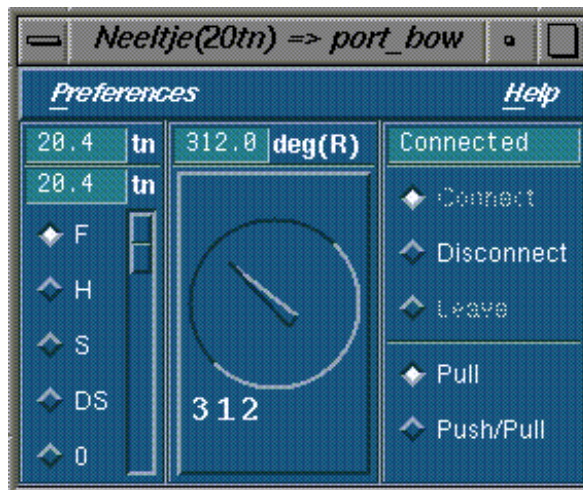 Neeltje(20tn) => port_bow
Preferences Help
20.4 tn 312.0 deg(R) Connected
20.4 tn
Connect
F
Disconnect
H
Leave
S
Pull
DS
312
Push/Pull
0